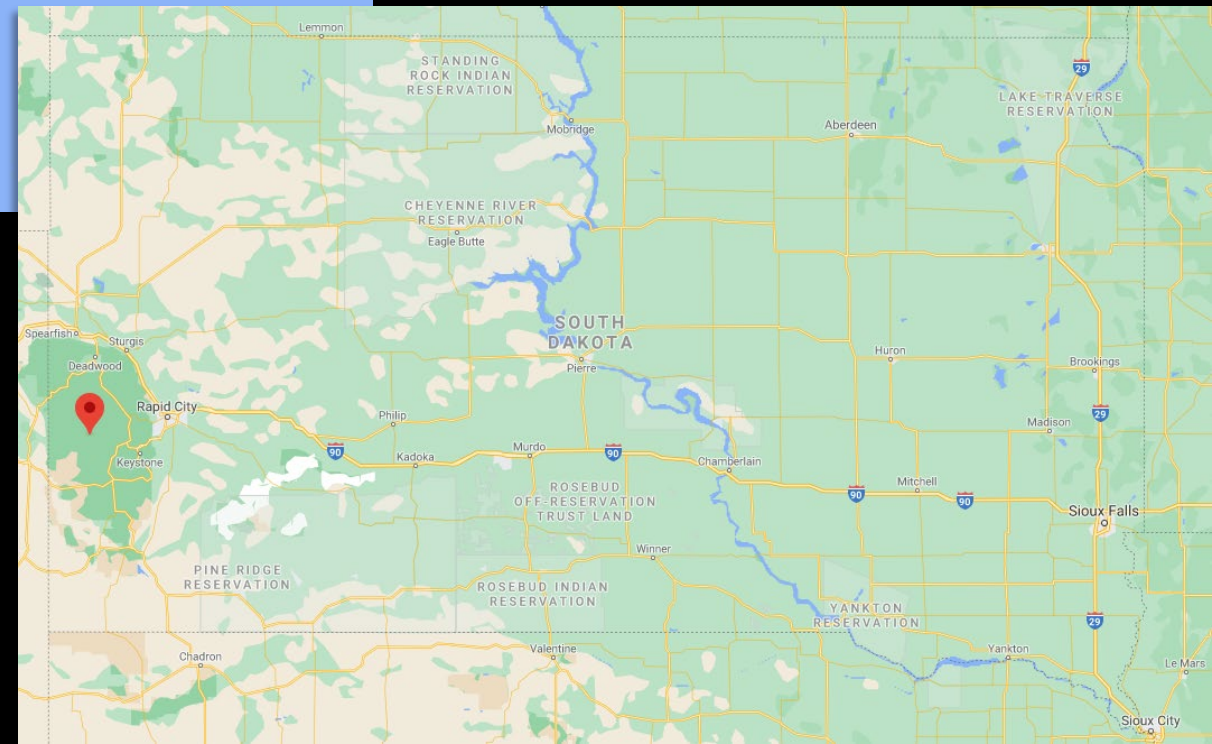 Lemmon
STANDING
ROCK INDIAN
RESERVATION
29
LAKE TRAVERSE
RESERVATION
Mobridge
Aberdeen
CHEYENNE RIVER
RESERVATION
Eagle Butte
SOUTH
DAKOTA
Spearfish
Sturgis
Deadwood
Pierre
Huron
Brookings
Rapid City
Philip
29
Madison
Keystone
90
Kadoka
Murdo
90
Chamberlain
Mitchell
90
90
ROSEBUD
OFF-RESERVATION
TRUST LAND
Sioux Falls
Winner
PINE RIDGE
RESERVATION
ROSEBUD INDIAN
RESERVATION
YANKTON
RESERVATION
29
Chadron
Valentine
Yankton
Le Mars
Sioux City